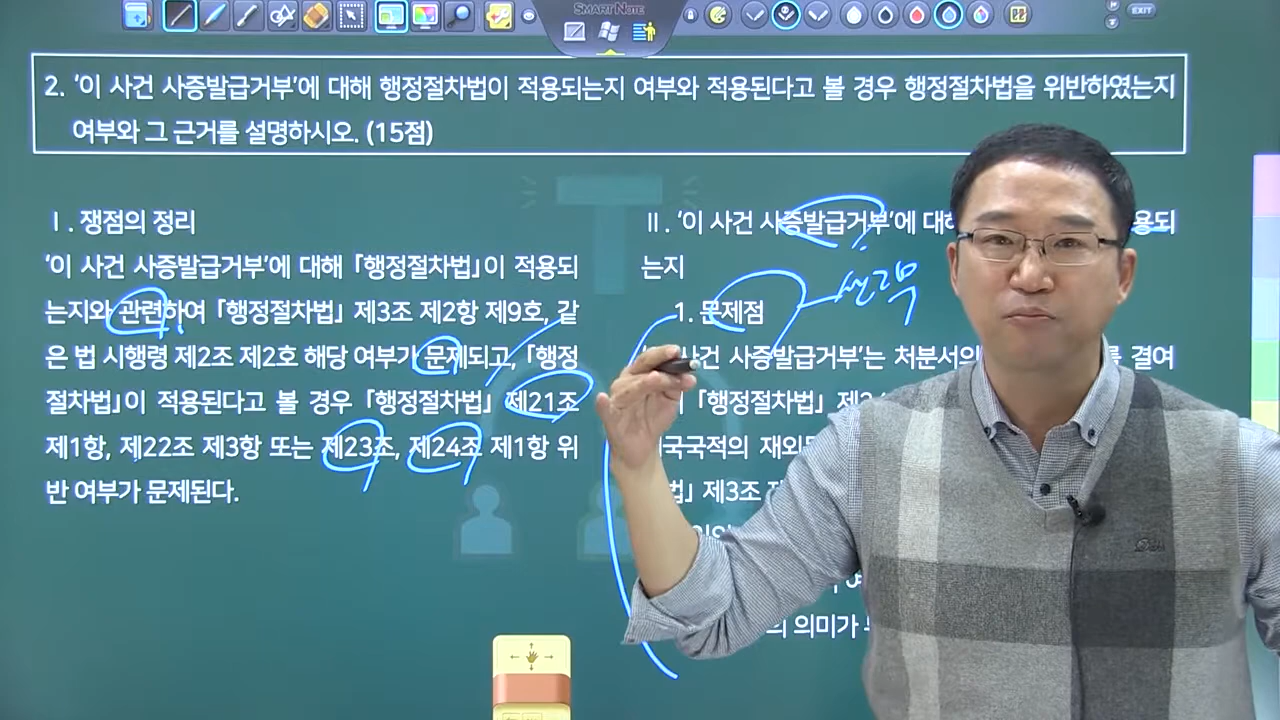 SMART NOTE
EXIT
2. '이 사건 사증발급거부'에 대해 행정절차법이 적용되는지 여부와 적용된다고 볼 경우 행정절차법을 위반하였는지
여부와 그 근거를 설명하시오. (15점)
Ⅰ. 쟁점의 정리
'이 사건 사증발급거부'에 대해 「행정절차법」이 적용되
는지와 관련하여 「행정절차법」 제3조 제2항 제9호, 같
은 법 시행령 제2조 제2호 해당 여부가 문제되고, 「행정
절차법」이 적용된다고 볼 경우 「행정절차법」 제21조
제1항, 제22조 제3항 또는 제23조, 제24조 제1항 위
반 여부가 문제된다.
Ⅱ. '이 사건 사증발급거부'에 대해 용되
는지
1. 문제점
사건 사증발급거부'는 처분서의 를 결여
「행정절차법」
국국적의 재외
법」 제3조
의 의미가